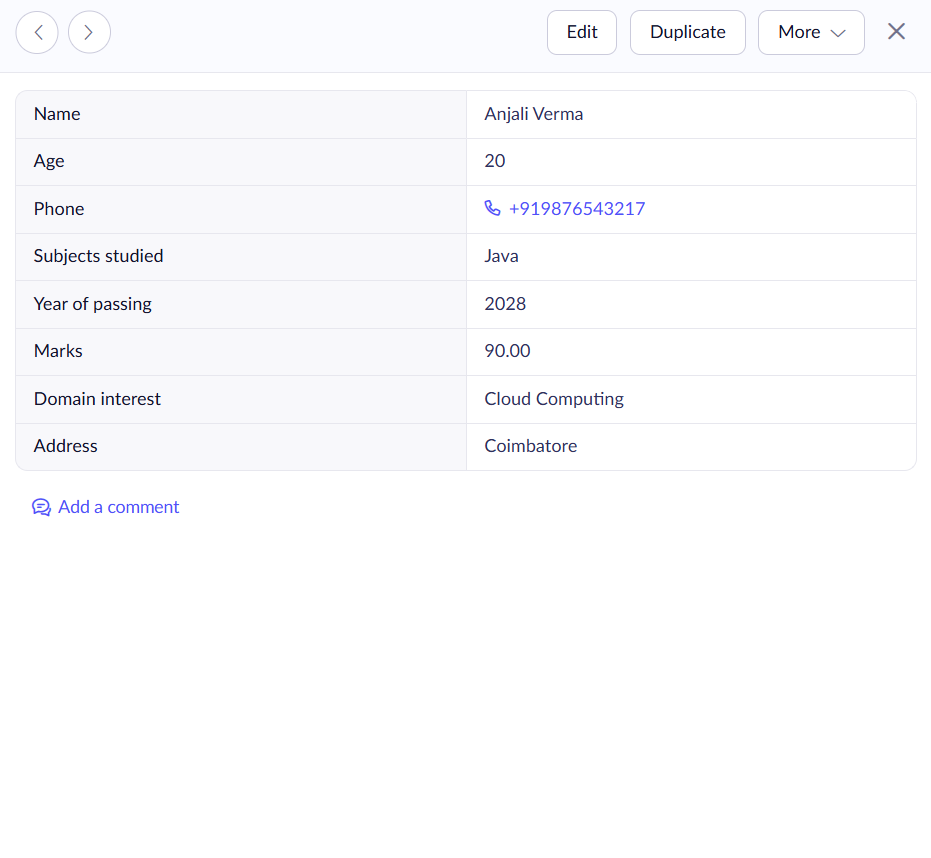 Edit Duplicate More
Name Anjali Verma
Age 20
Phone +919876543217
Subjects studied Java
Year of passing 2028
Marks 90.00
Domain interest Cloud Computing
Address Coimbatore
Add a comment